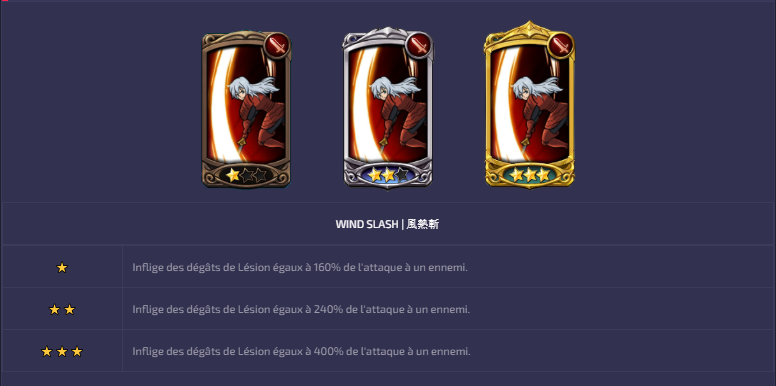 WIND SLASH | 風熱斬
Inflige des dégâts de Lésion égaux à 160% de l'attaque à un ennemi.
Inflige des dégâts de Lésion égaux à 240% de l'attaque à un ennemi.
Inflige des dégâts de Lésion égaux à 400% de l'attaque à un ennemi.